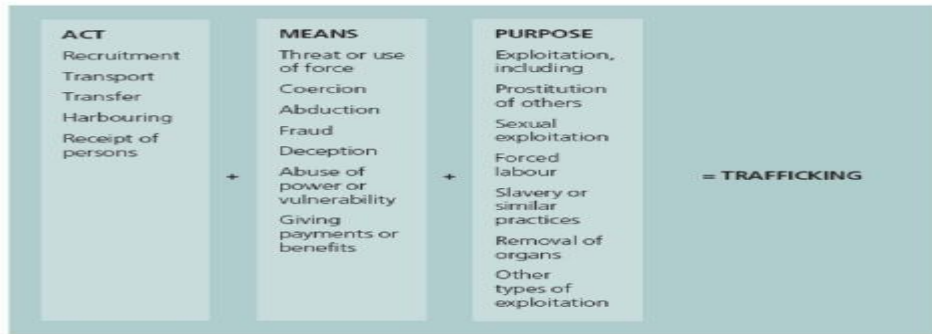 ACT
Recruitment
Transport
Transfer
Harbouring
Receipt of
persons
+
MEANS
Threat or use
of force
Coercion
Abduction
Fraud
Deception
Abuse of
power or
vulnerability
Giving
payments or
benefits
+
PURPOSE
Exploitation,
including
Prostitution
of others
Sexual
exploitation
Forced
labour
Slavery or
similar
practices
Removal of
organs
Other
types of
exploitation
= TRAFFICKING